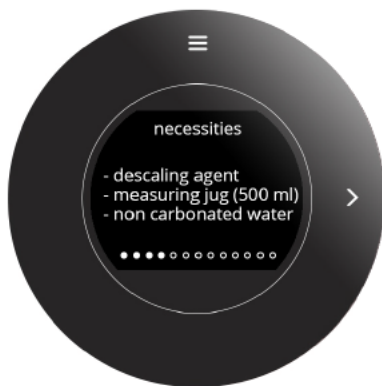 necessities
- descaling agent
- measuring jug (500 ml)
- non carbonated water